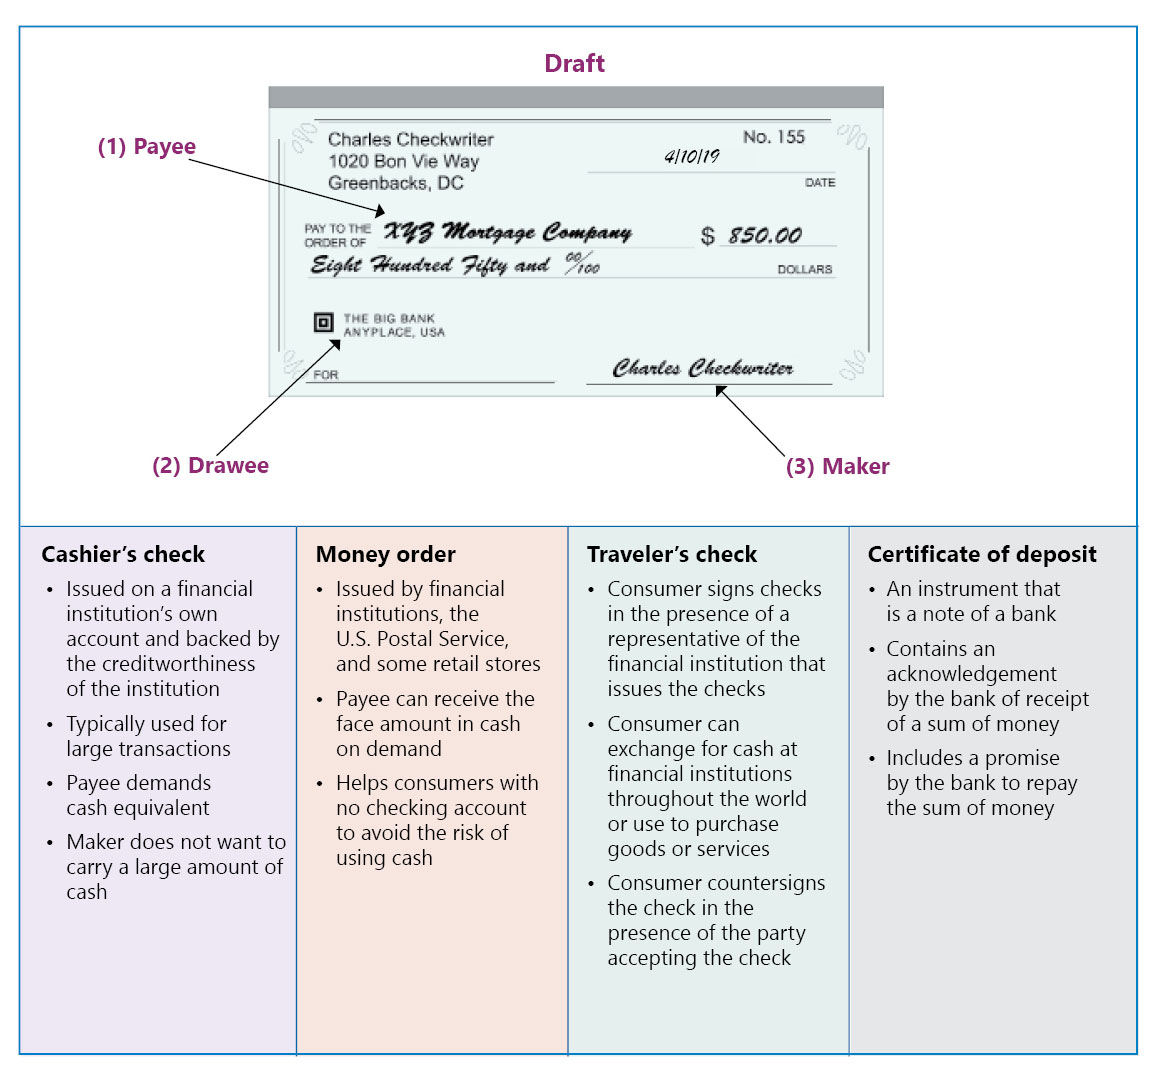 Draft
(1) Payee
Charles Checkwriter
1020 Bon Vie Way
Greenbacks, DC
No. 155
4/10/19
DATE
PAY TO THE
ORDER OF
XYZ Mortgage Company
$ 850.00
Eight Hundred Fifty and 00/100
DOLLARS
THE BIG BANK
ANYPLACE, USA
FOR
Charles Checkwriter
(2) Drawee
(3) Maker
Cashier’s check
• Issued on a financial
institution’s own
account and backed by
the creditworthiness
of the institution
• Typically used for
large transactions
• Payee demands
cash equivalent
• Maker does not want to
carry a large amount of
cash
Money order
• Issued by financial
institutions, the
U.S. Postal Service,
and some retail stores
• Payee can receive the
face amount in cash
on demand
• Helps consumers with
no checking account
to avoid the risk of
using cash
Traveler’s check
• Consumer signs checks
in the presence of a
representative of the
financial institution that
issues the checks
• Consumer can
exchange for cash at
financial institutions
throughout the world
or use to purchase
goods or services
• Consumer countersigns
the check in the
presence of the party
accepting the check
Certificate of deposit
• An instrument that
is a note of a bank
• Contains an
acknowledgement
by the bank of receipt
of a sum of money
• Includes a promise
by the bank to repay
the sum of money